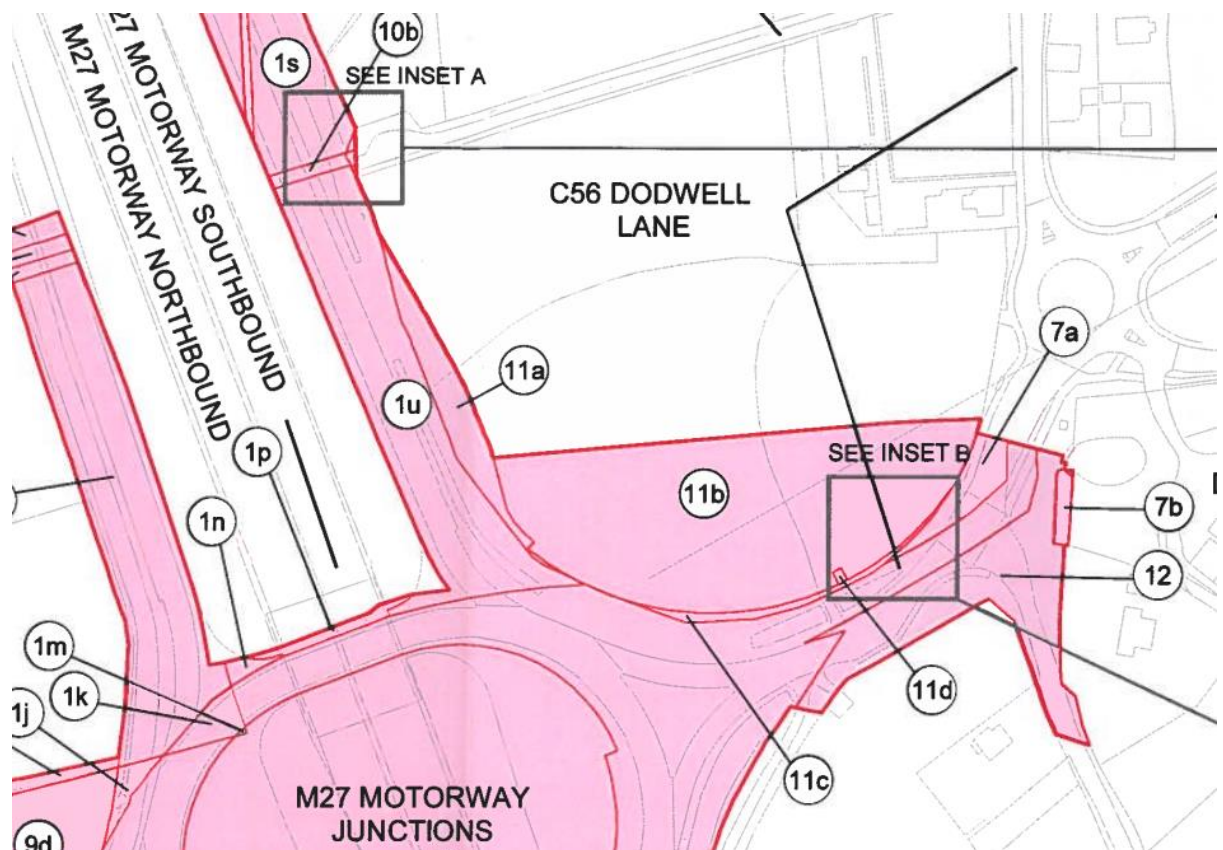 27 MOTORWAY SOUTHBOUND
M27 MOTORWAY NORTHBOUND
1s
10b
SEE INSET A
C56 DODWELL
LANE
7a
11a
1u
1p
SEE INSET B
11b
7b
1n
12
1m
1k
1j
11d
11c
M27 MOTORWAY
JUNCTIONS
9d